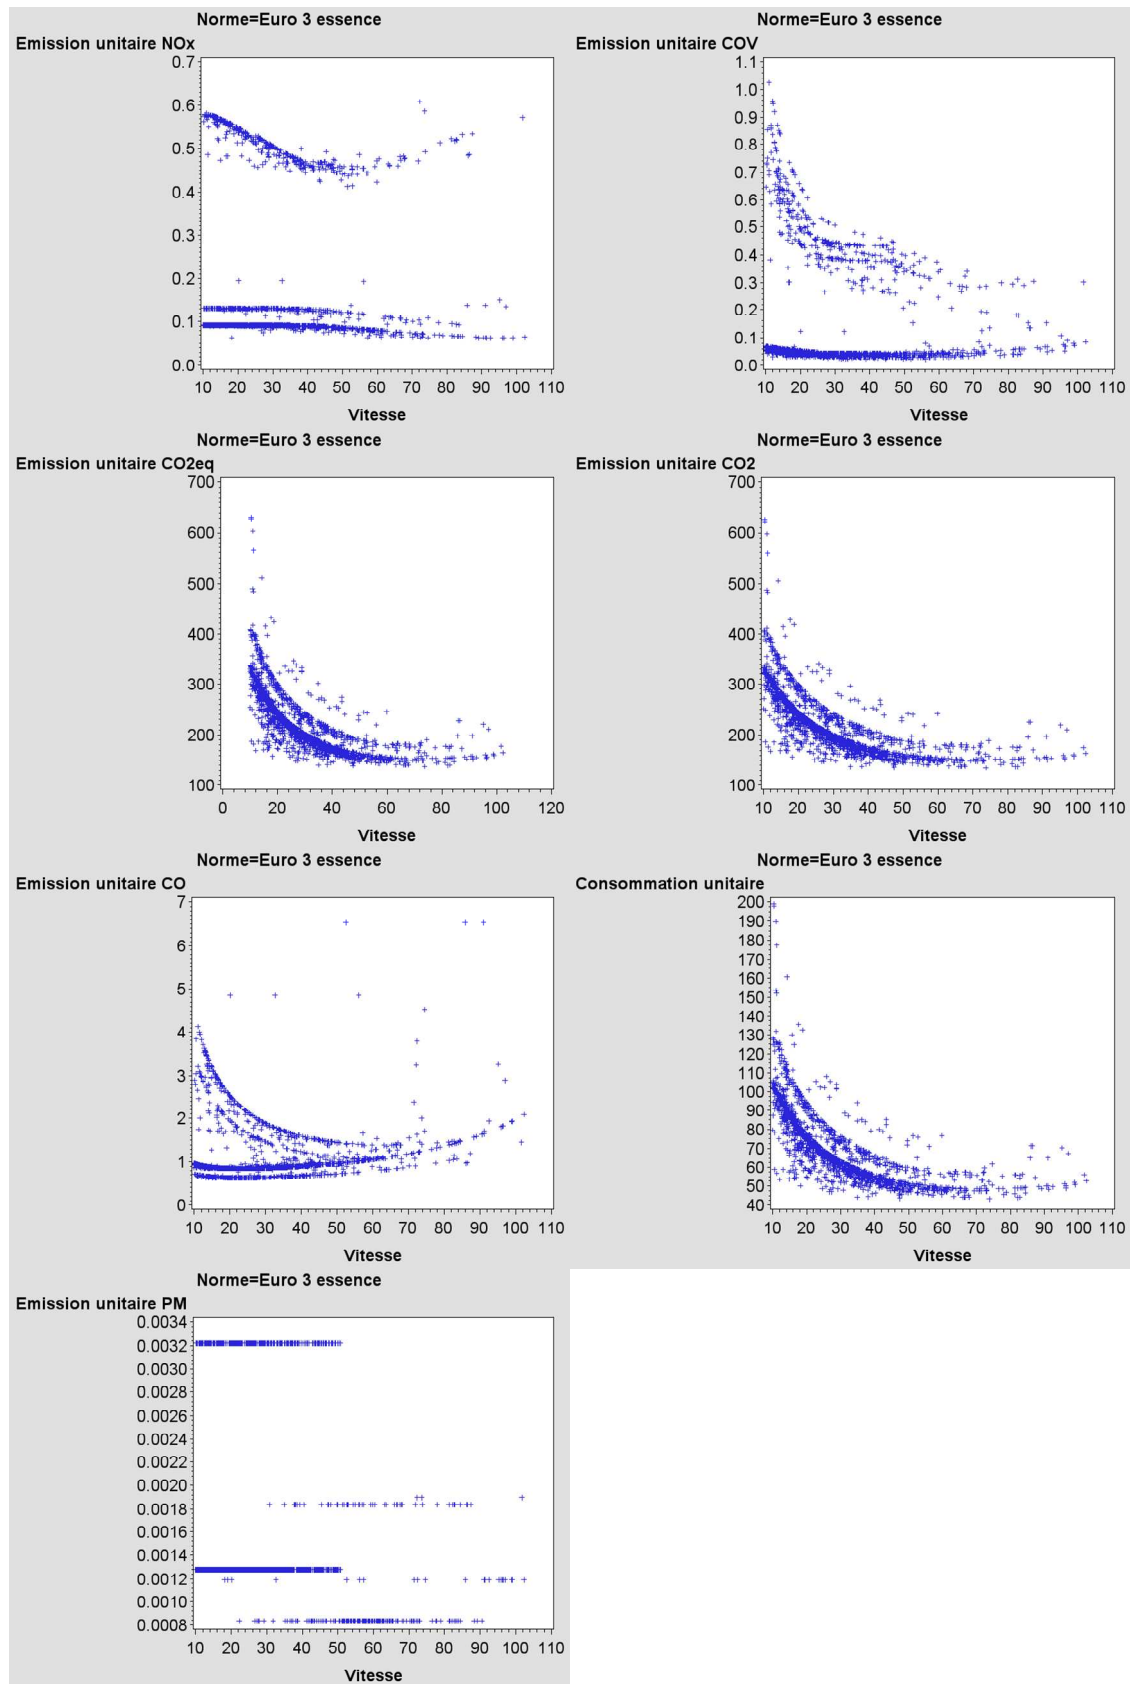 Norme=Euro 3 essence
Emission unitaire NOx
0.7
0.6
0.5
0.4
0.3
0.2
0.1
0.0
10 20 30 40 50 60 70 80 90 100 110
Vitesse
Norme=Euro 3 essence
Emission unitaire COV
1.1
1.0
0.9
0.8
0.7
0.6
0.5
0.4
0.3
0.2
0.1
0.0
10 20 30 40 50 60 70 80 90 100 110
Vitesse
Norme=Euro 3 essence
Emission unitaire CO2eq
700
600
500
400
300
200
100
0 20 40 60 80 100 120
Vitesse
Norme=Euro 3 essence
Emission unitaire CO2
700
600
500
400
300
200
100
10 20 30 40 50 60 70 80 90 100 110
Vitesse
Norme=Euro 3 essence
Emission unitaire CO
7
6
5
4
3
2
1
0
10 20 30 40 50 60 70 80 90 100 110
Vitesse
Norme=Euro 3 essence
Consommation unitaire
200
190
180
170
160
150
140
130
120
110
100
90
80
70
60
50
40
10 20 30 40 50 60 70 80 90 100 110
Vitesse
Norme=Euro 3 essence
Emission unitaire PM
0.0034
0.0032
0.0030
0.0028
0.0026
0.0024
0.0022
0.0020
0.0018
0.0016
0.0014
0.0012
0.0010
0.0008
10 20 30 40 50 60 70 80 90 100 110
Vitesse